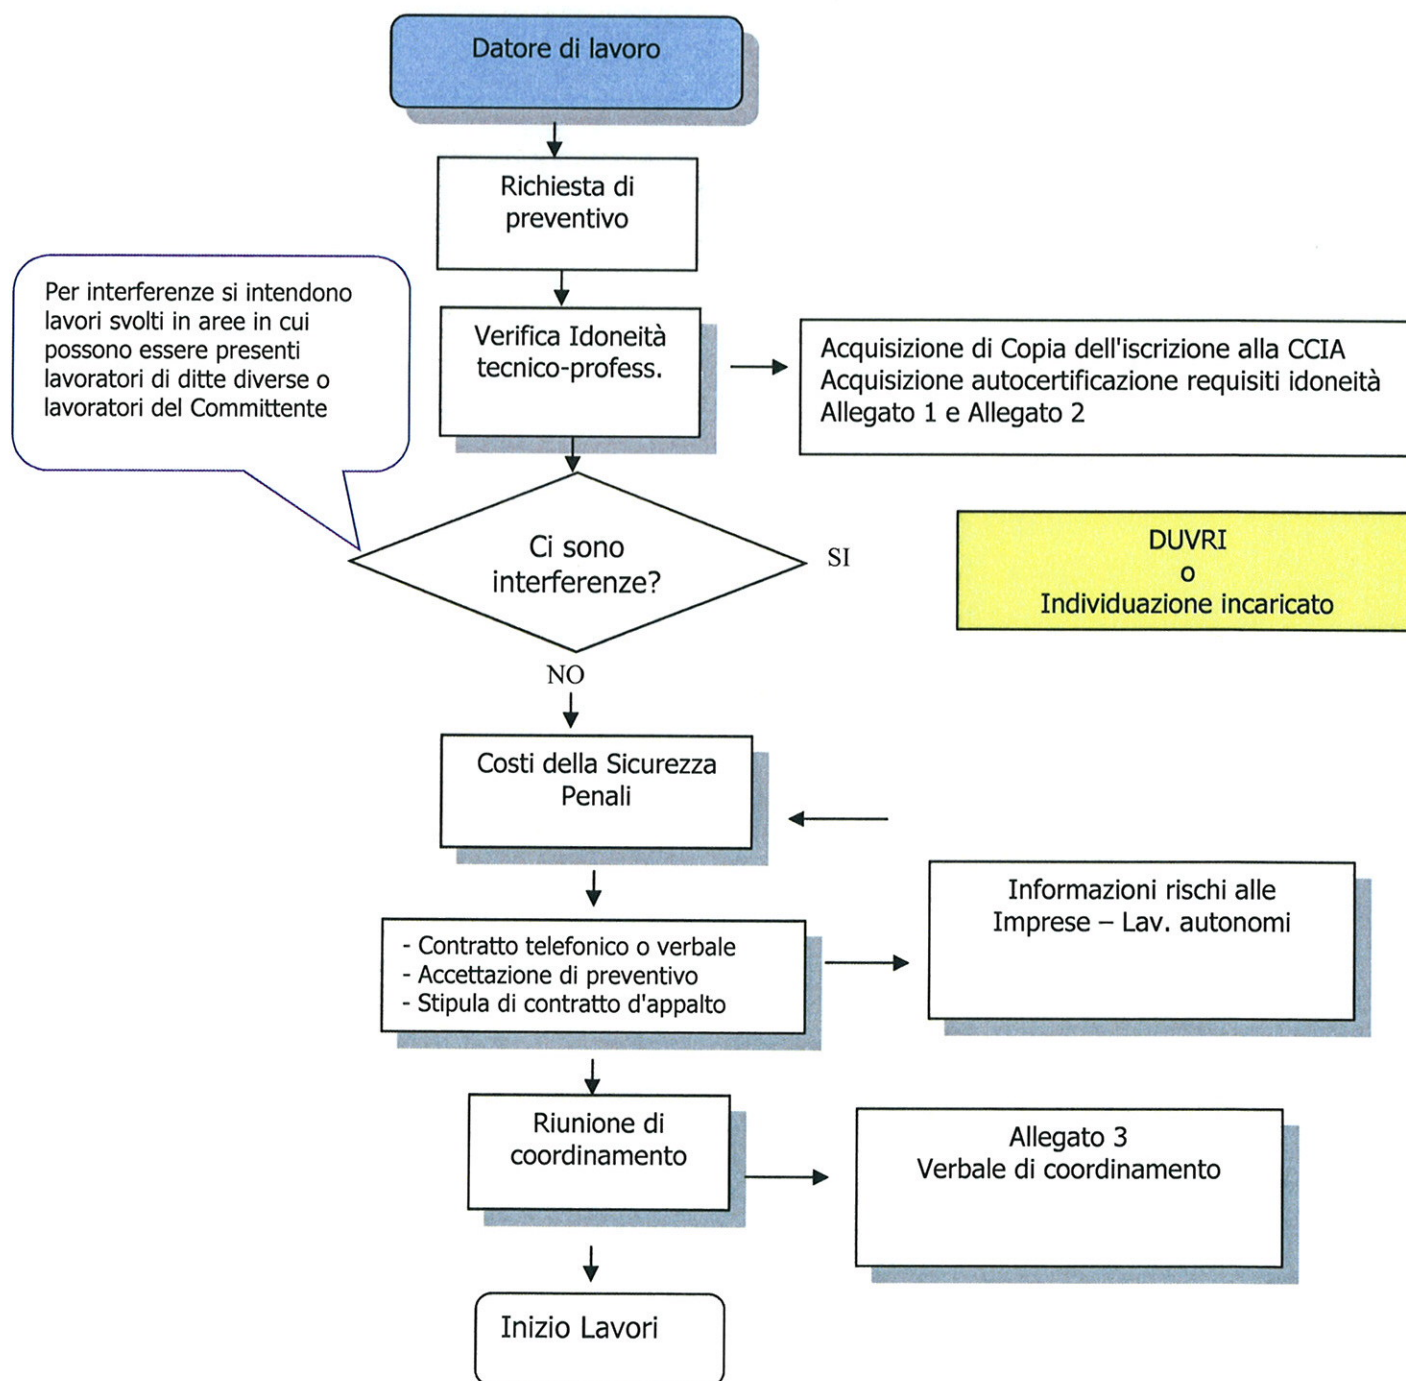 Datore di lavoro
Richiesta di
preventivo
Per interferenze si intendono
lavori svolti in aree in cui
possono essere presenti
lavoratori di ditte diverse o
lavoratori del Committente
Verifica Idoneità
tecnico-profess.
Acquisizione di Copia dell'iscrizione alla CCIA
Acquisizione autocertificazione requisiti idoneità
Allegato 1 e Allegato 2
Ci sono
interferenze?
SI
DUVRI
o
Individuazione incaricato
NO
Costi della Sicurezza
Penali
Informazioni rischi alle
Imprese – Lav. autonomi
- Contratto telefonico o verbale
- Accettazione di preventivo
- Stipula di contratto d'appalto
Riunione di
coordinamento
Allegato 3
Verbale di coordinamento
Inizio Lavori